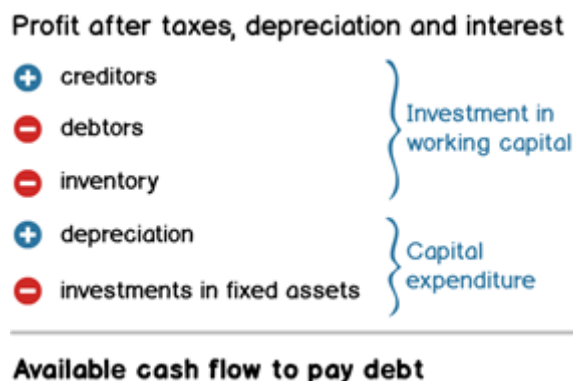 Profit after taxes, depreciation and interest
creditors
debtors
inventory
Investment in
working capital
depreciation
investments in fixed assets
Capital
expenditure
Available cash flow to pay debt